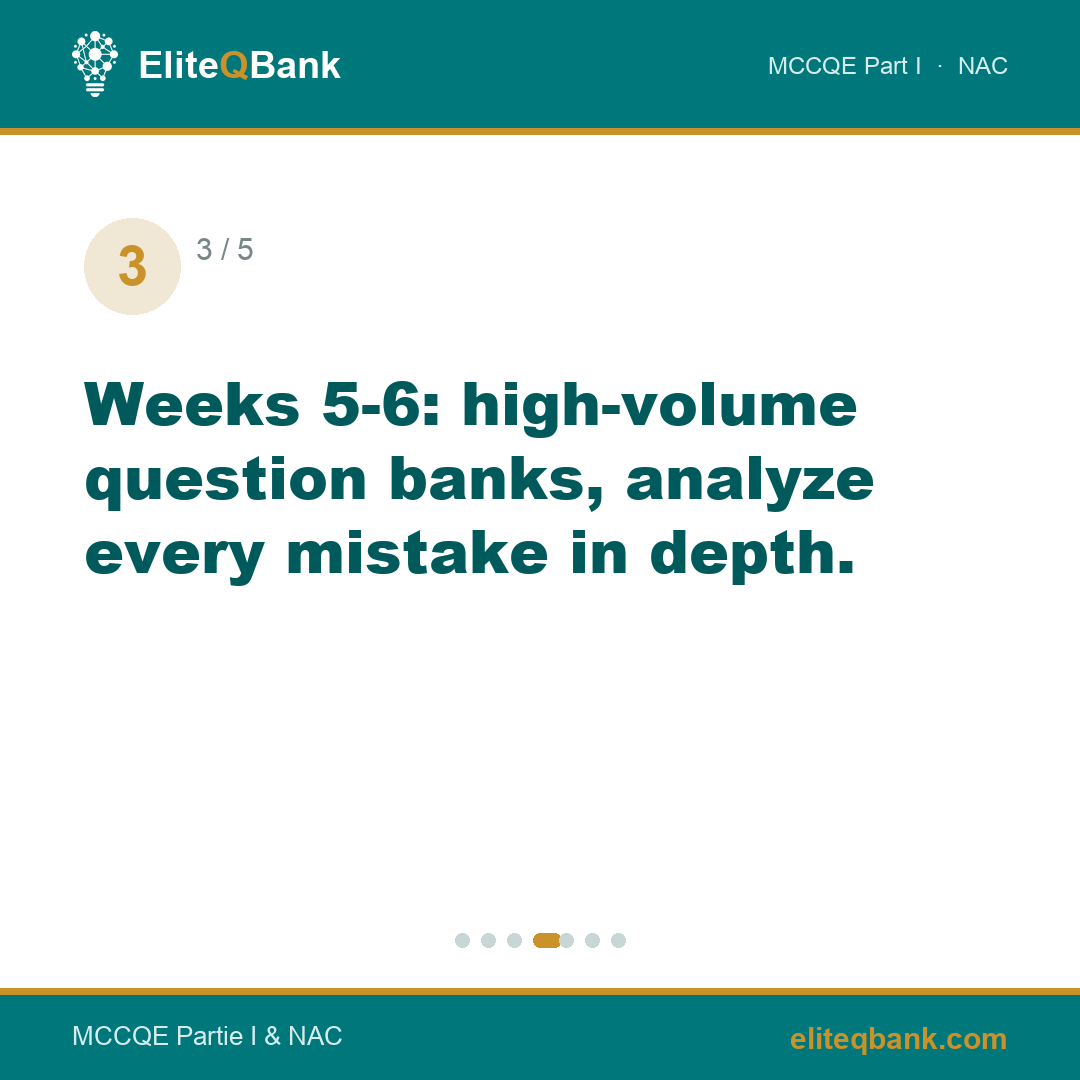 EliteQBank
MCCQE Part I · NAC
3
3 / 5
Weeks 5-6: high-volume
question banks, analyze
every mistake in depth.
MCCQE Partie I & NAC
eliteqbank.com